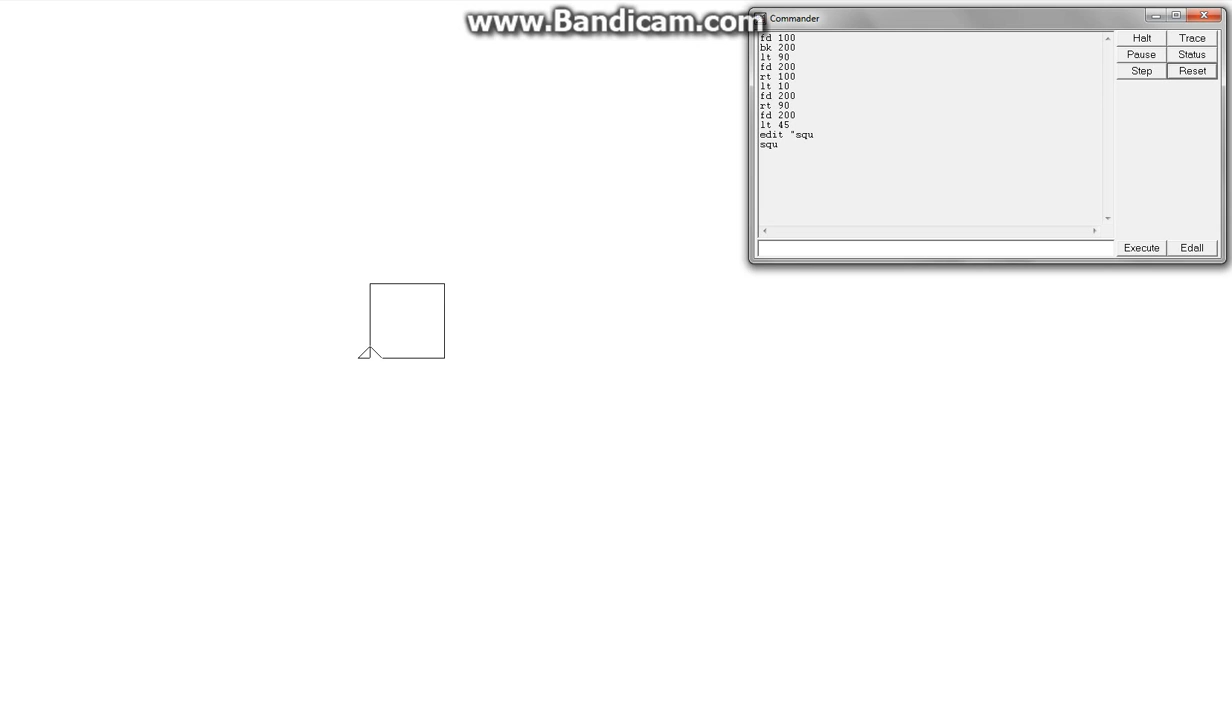 www.Bandicam.com
Commander
fd 100
bk 200
lt 90
fd 200
rt 100
lt 10
fd 200
rt 90
fd 200
lt 45
edit "squ
squ
Halt Trace
Pause Status
Step Reset
Execute Edall